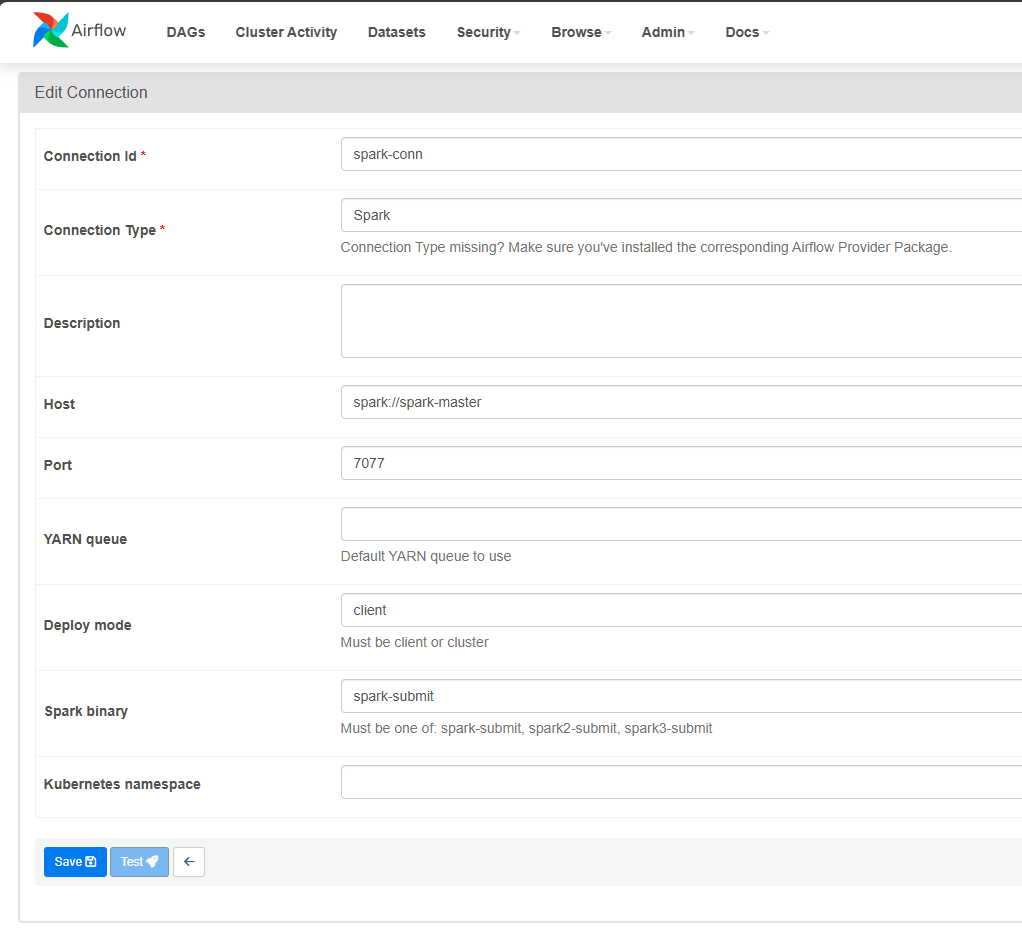 Airflow DAGs Cluster Activity Datasets Security Browse Admin Docs
Edit Connection
Connection Id * spark-conn
Connection Type * Spark
Connection Type missing? Make sure you've installed the corresponding Airflow Provider Package.
Description
Host spark://spark-master
Port 7077
YARN queue
Default YARN queue to use
Deploy mode client
Must be client or cluster
Spark binary spark-submit
Must be one of: spark-submit, spark2-submit, spark3-submit
Kubernetes namespace
Save Test